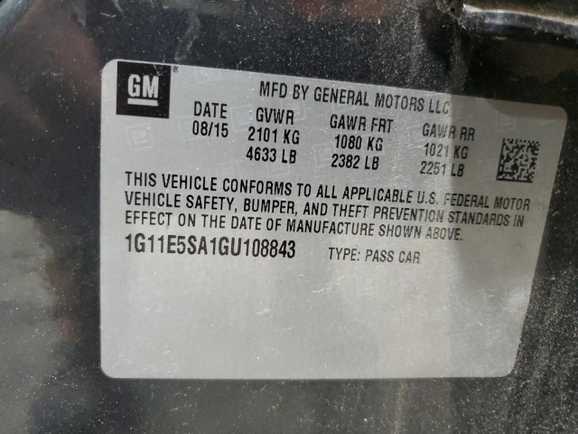 GM
MFD BY GENERAL MOTORS LLC
DATE GVWR GAWR FRT GAWR RR
08/15 2101 KG 1080 KG 1021 KG
4633 LB 2382 LB 2251 LB
THIS VEHICLE CONFORMS TO ALL APPLICABLE U.S. FEDERAL MOTOR
VEHICLE SAFETY, BUMPER, AND THEFT PREVENTION STANDARDS IN
EFFECT ON THE DATE OF MANUFACTURE SHOWN ABOVE.
1G11E5SA1GU108843 TYPE: PASS CAR